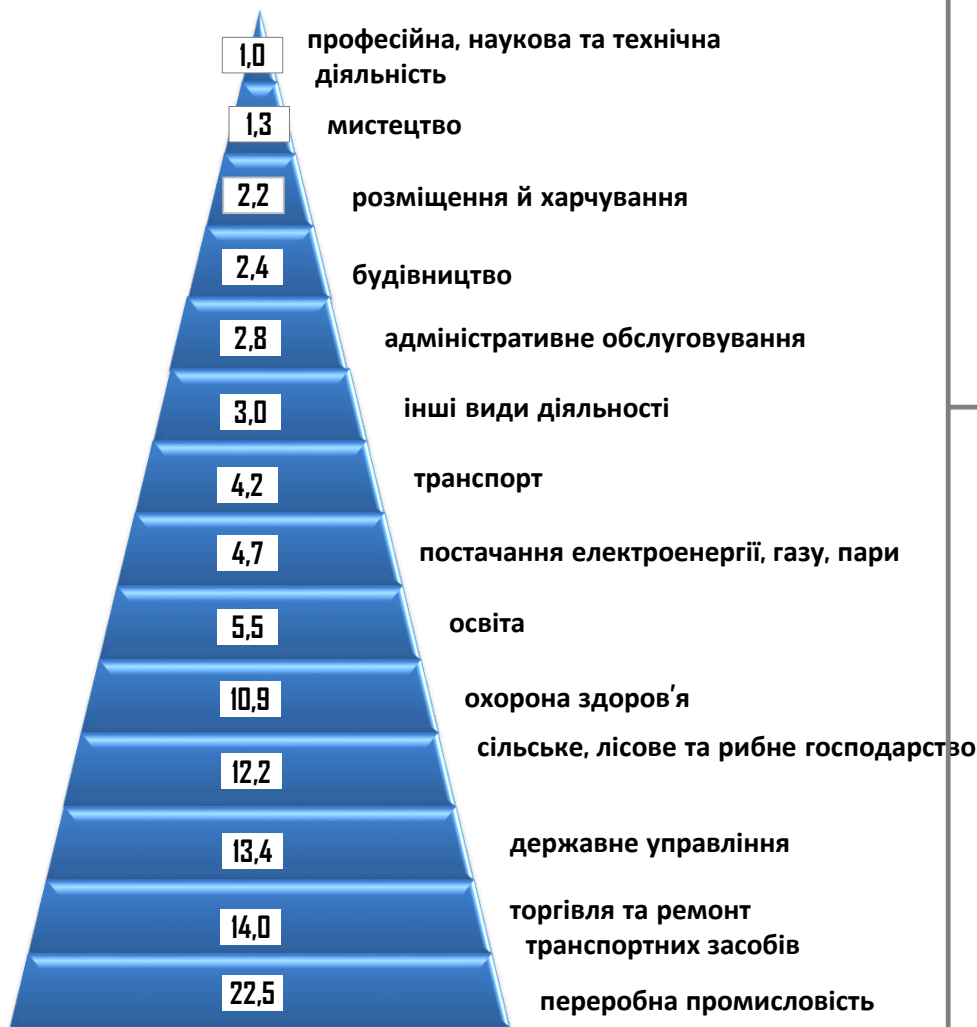 1,0 професійна, наукова та технічна
діяльність
1,3 мистецтво
2,2 розміщення й харчування
2,4 будівництво
2,8 адміністративне обслуговування
3,0 інші види діяльності
4,2 транспорт
4,7 постачання електроенергії, газу, пари
5,5 освіта
10,9 охорона здоров'я
12,2 сільське, лісове та рибне господарство
13,4 державне управління
14,0 торгівля та ремонт
транспортних засобів
22,5 переробна промисловість